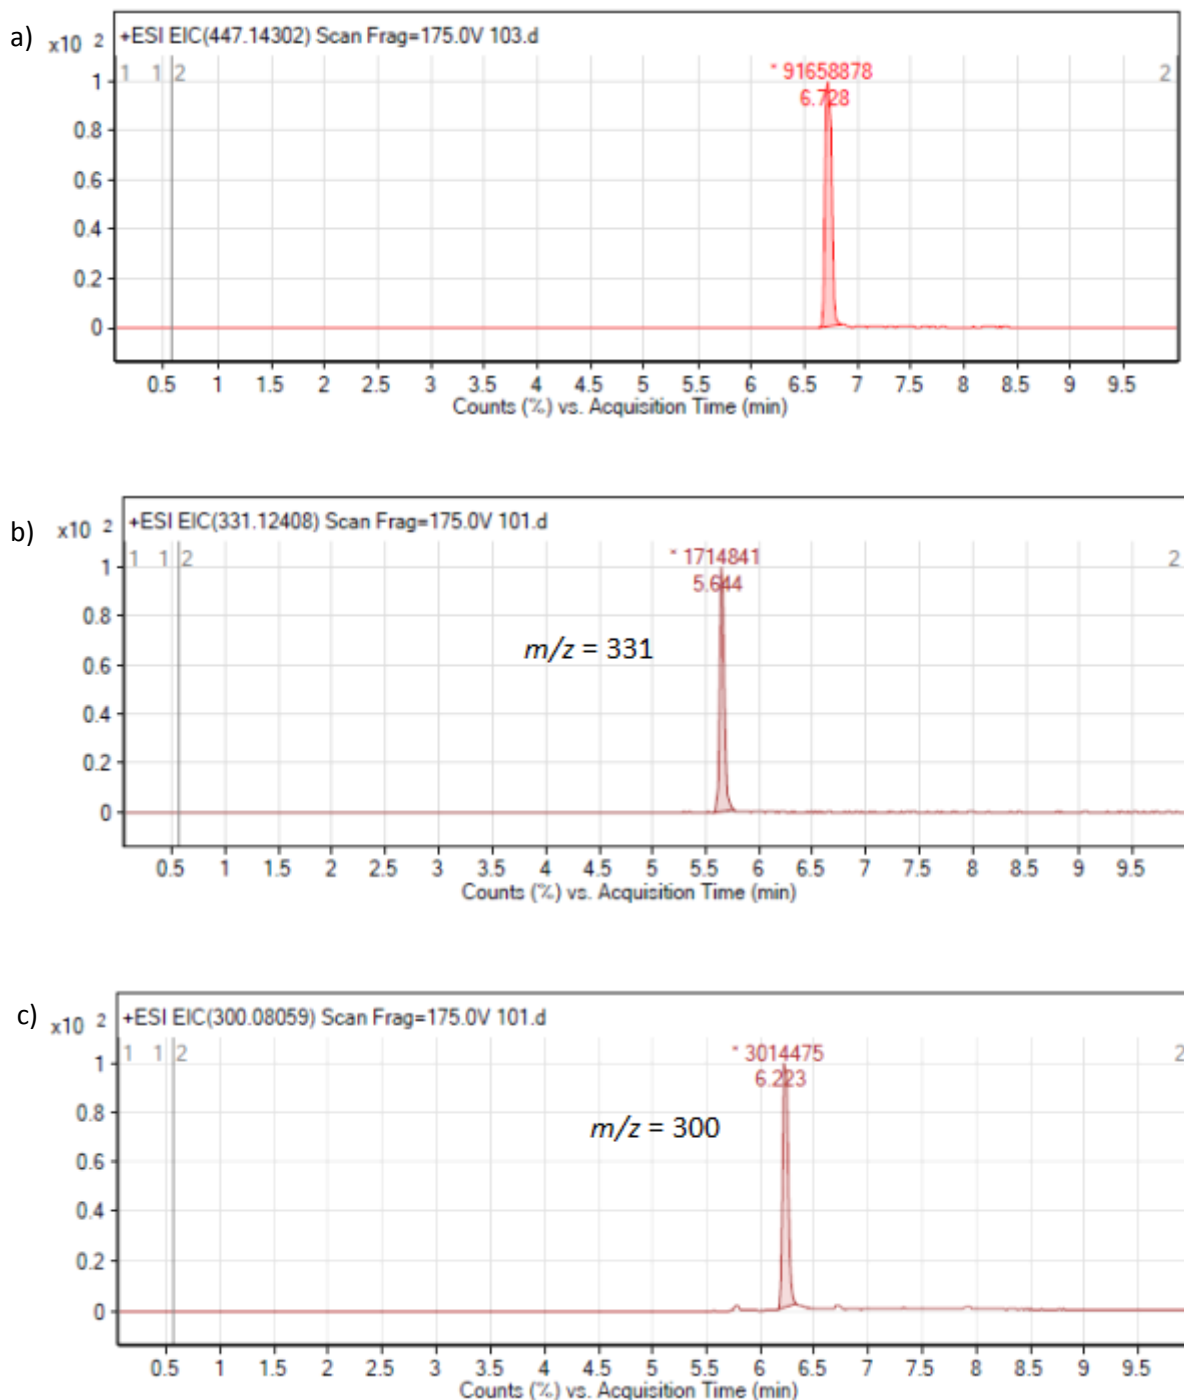 a)
x10 2
+ESI EIC(447.14302) Scan Frag=175.0V 103.d
1 1 2 2
* 91658878
6.728
1
0.8
0.6
0.4
0.2
0
0.5 1 1.5 2 2.5 3 3.5 4 4.5 5 5.5 6 6.5 7 7.5 8 8.5 9 9.5
Counts (%) vs. Acquisition Time (min)
b)
x10 2
+ESI EIC(331.12408) Scan Frag=175.0V 101.d
1 1 2 2
* 1714841
5.644
m/z = 331
1
0.8
0.6
0.4
0.2
0
0.5 1 1.5 2 2.5 3 3.5 4 4.5 5 5.5 6 6.5 7 7.5 8 8.5 9 9.5
Counts (%) vs. Acquisition Time (min)
c)
x10 2
+ESI EIC(300.08059) Scan Frag=175.0V 101.d
1 1 2 2
* 3014475
6.223
m/z = 300
1
0.8
0.6
0.4
0.2
0
0.5 1 1.5 2 2.5 3 3.5 4 4.5 5 5.5 6 6.5 7 7.5 8 8.5 9 9.5
Counts (%) vs. Acquisition Time (min)